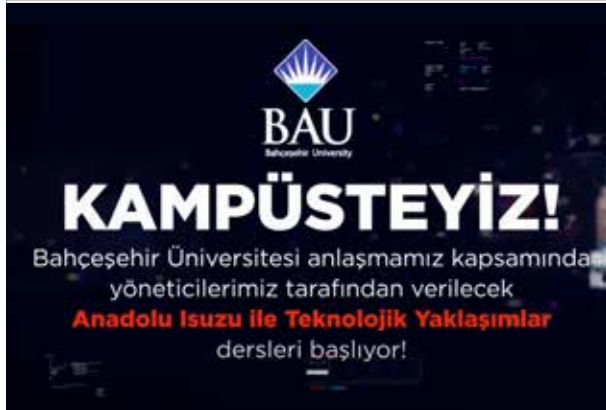 BAU
Bahçeşehir University
KAMPÜSTEYİZ!
Bahçeşehir Üniversitesi anlaşmamız kapsamında
yöneticilerimiz tarafından verilecek
Anadolu Isuzu ile Teknolojik Yaklaşımlar
dersleri başlıyor!